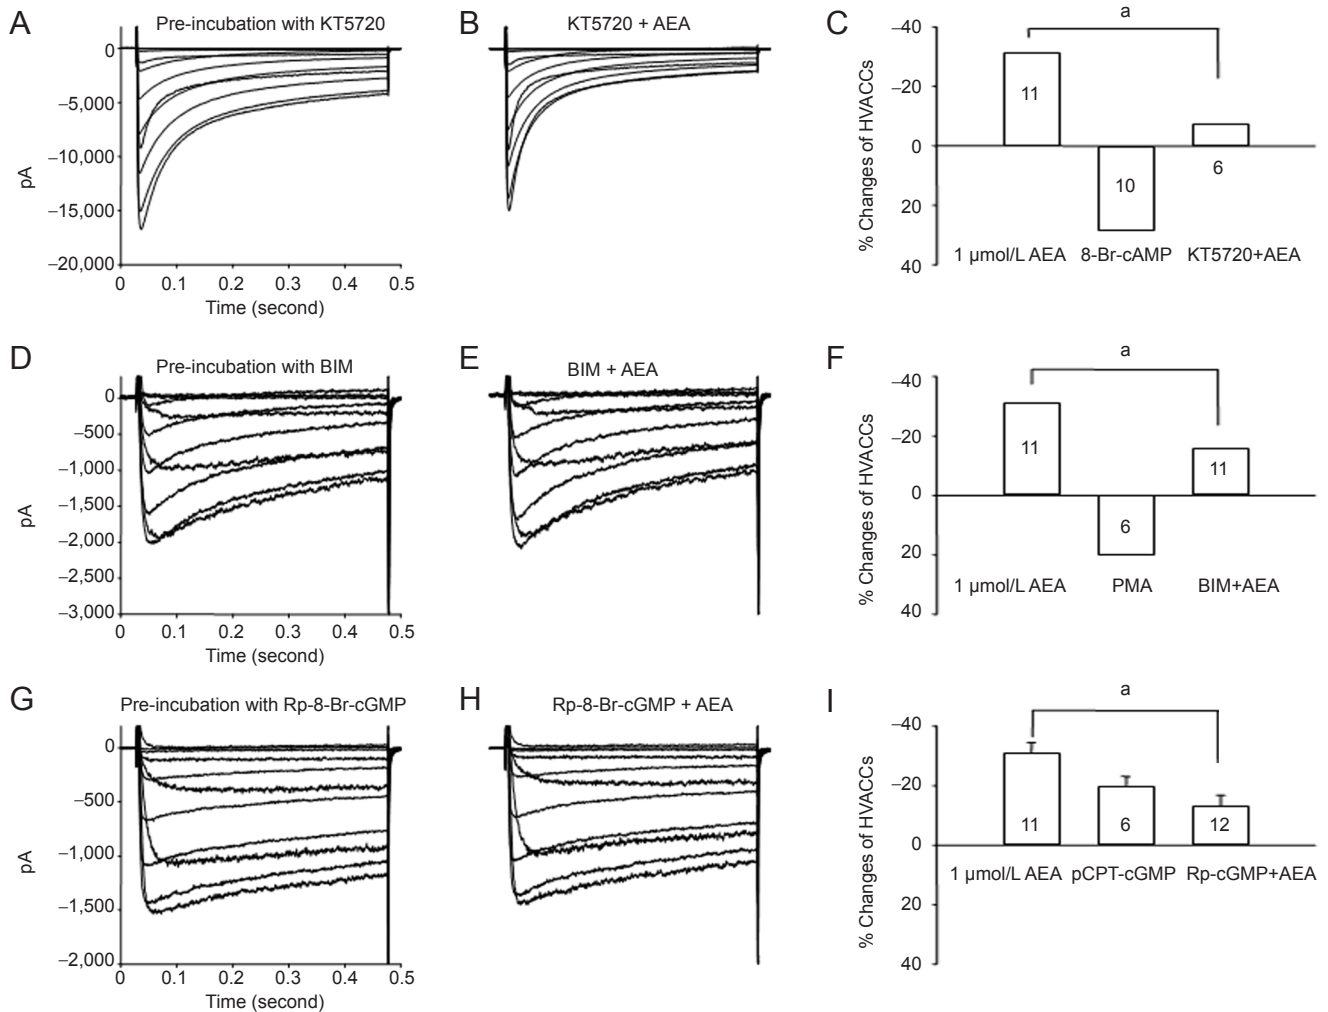 A
Pre-incubation with KT5720
0
–5,000
–10,000
–15,000
–20,000
pA
0 0.1 0.2 0.3 0.4 0.5
Time (second)
B
KT5720 + AEA
C
a
% Changes of HVACCs
–40
–20
0
20
40
11
10
6
1 µmol/L AEA 8-Br-cAMP KT5720+AEA
D
Pre-incubation with BIM
0
–500
–1,000
–1,500
–2,000
–2,500
–3,000
pA
0 0.1 0.2 0.3 0.4 0.5
Time (second)
E
BIM + AEA
F
a
% Changes of HVACCs
–40
–20
0
20
40
11
6
11
1 µmol/L AEA PMA BIM+AEA
G
Pre-incubation with Rp-8-Br-cGMP
0
–500
–1,000
–1,500
–2,000
pA
0 0.1 0.2 0.3 0.4 0.5
Time (second)
H
Rp-8-Br-cGMP + AEA
I
a
% Changes of HVACCs
–40
–20
0
20
40
11
6
12
1 µmol/L AEA pCPT-cGMP Rp-cGMP+AEA